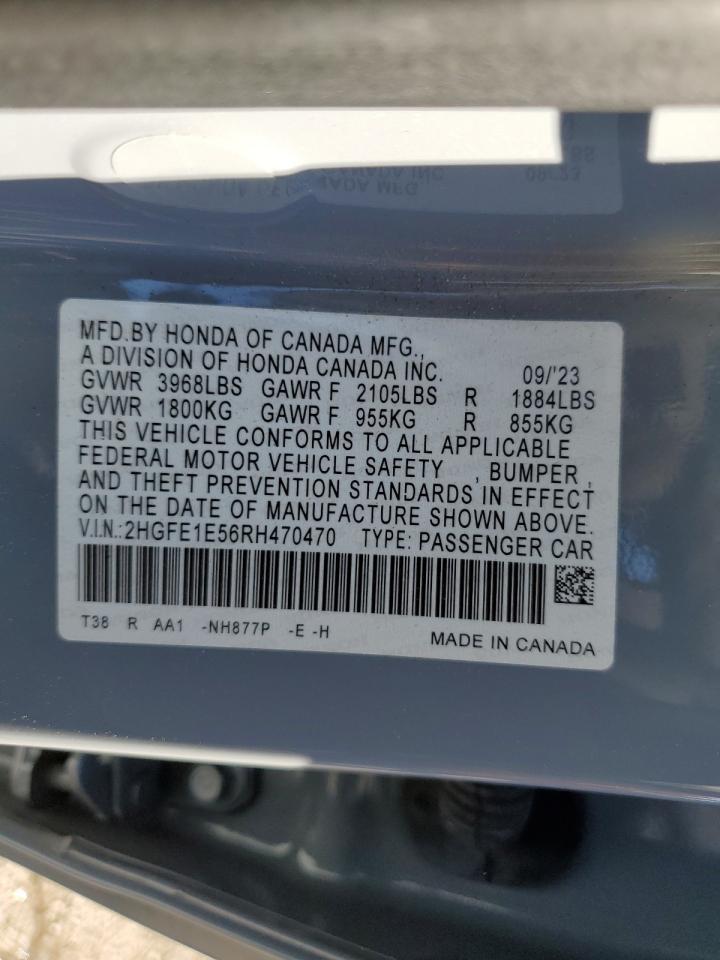 MFD.BY HONDA OF CANADA MFG.,
A DIVISION OF HONDA CANADA INC. 09/'23
GVWR 3968LBS GAWR F 2105LBS R 1884LBS
GVWR 1800KG GAWR F 955KG R 855KG
THIS VEHICLE CONFORMS TO ALL APPLICABLE
FEDERAL MOTOR VEHICLE SAFETY , BUMPER ,
AND THEFT PREVENTION STANDARDS IN EFFECT
ON THE DATE OF MANUFACTURE SHOWN ABOVE.
V.I.N.:2HGFE1E56RH470470 TYPE: PASSENGER CAR
T38 R AA1 -NH877P -E -H MADE IN CANADA